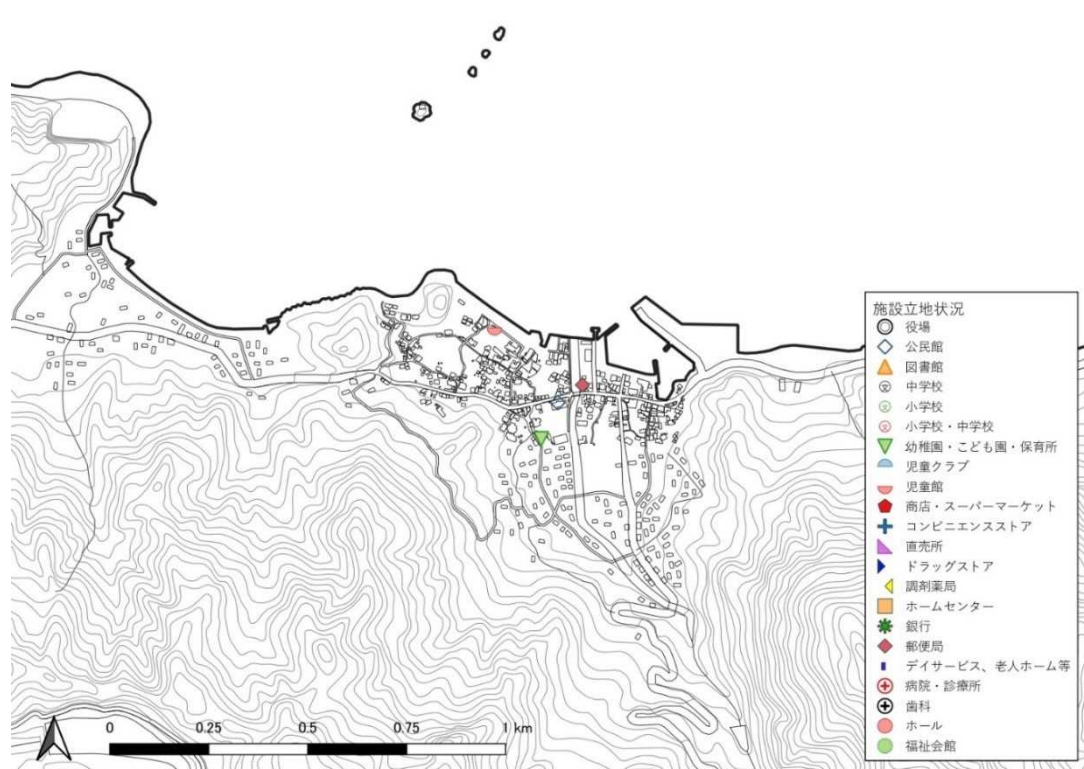 施設立地状況
役場
公民館
図書館
中学校
小学校
小学校・中学校
幼稚園・こども園・保育所
児童クラブ
児童館
商店・スーパーマーケット
コンビニエンスストア
直売所
ドラッグストア
調剤薬局
ホームセンター
銀行
郵便局
デイサービス、老人ホーム等
病院・診療所
歯科
ホール
福祉会館
0 0.25 0.5 0.75 1 km